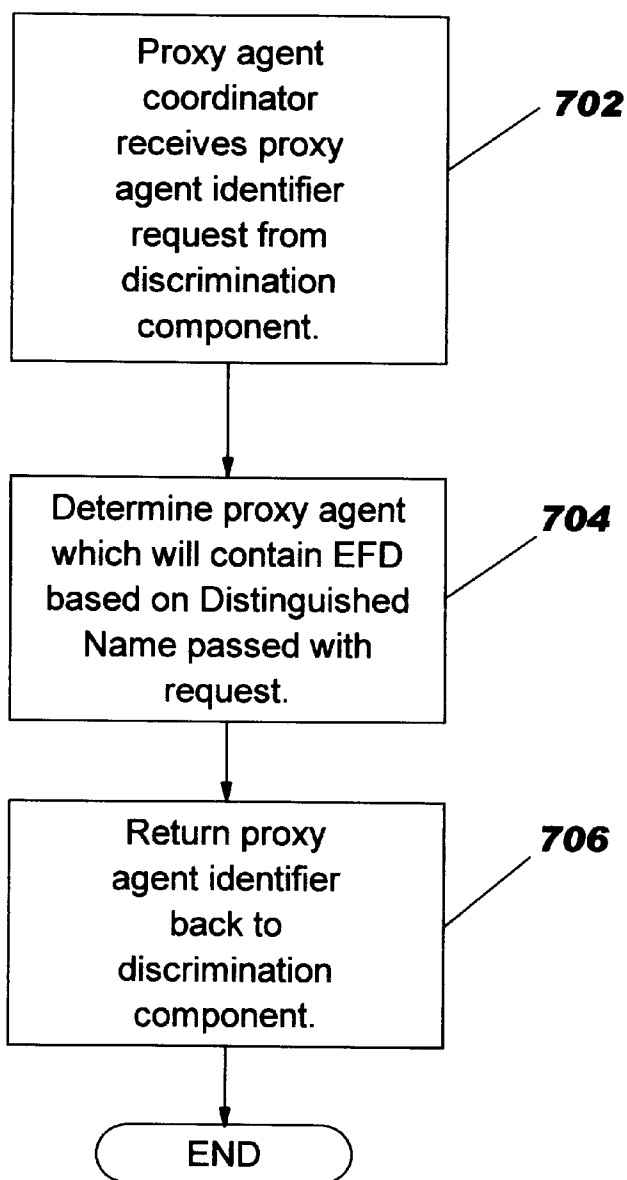 Proxy agent
coordinator
receives proxy
agent identifier
request from
discrimination
component.
702
Determine proxy agent
which will contain EFD
based on Distinguished
Name passed with
request.
704
Return proxy
agent identifier
back to
discrimination
component.
706
END